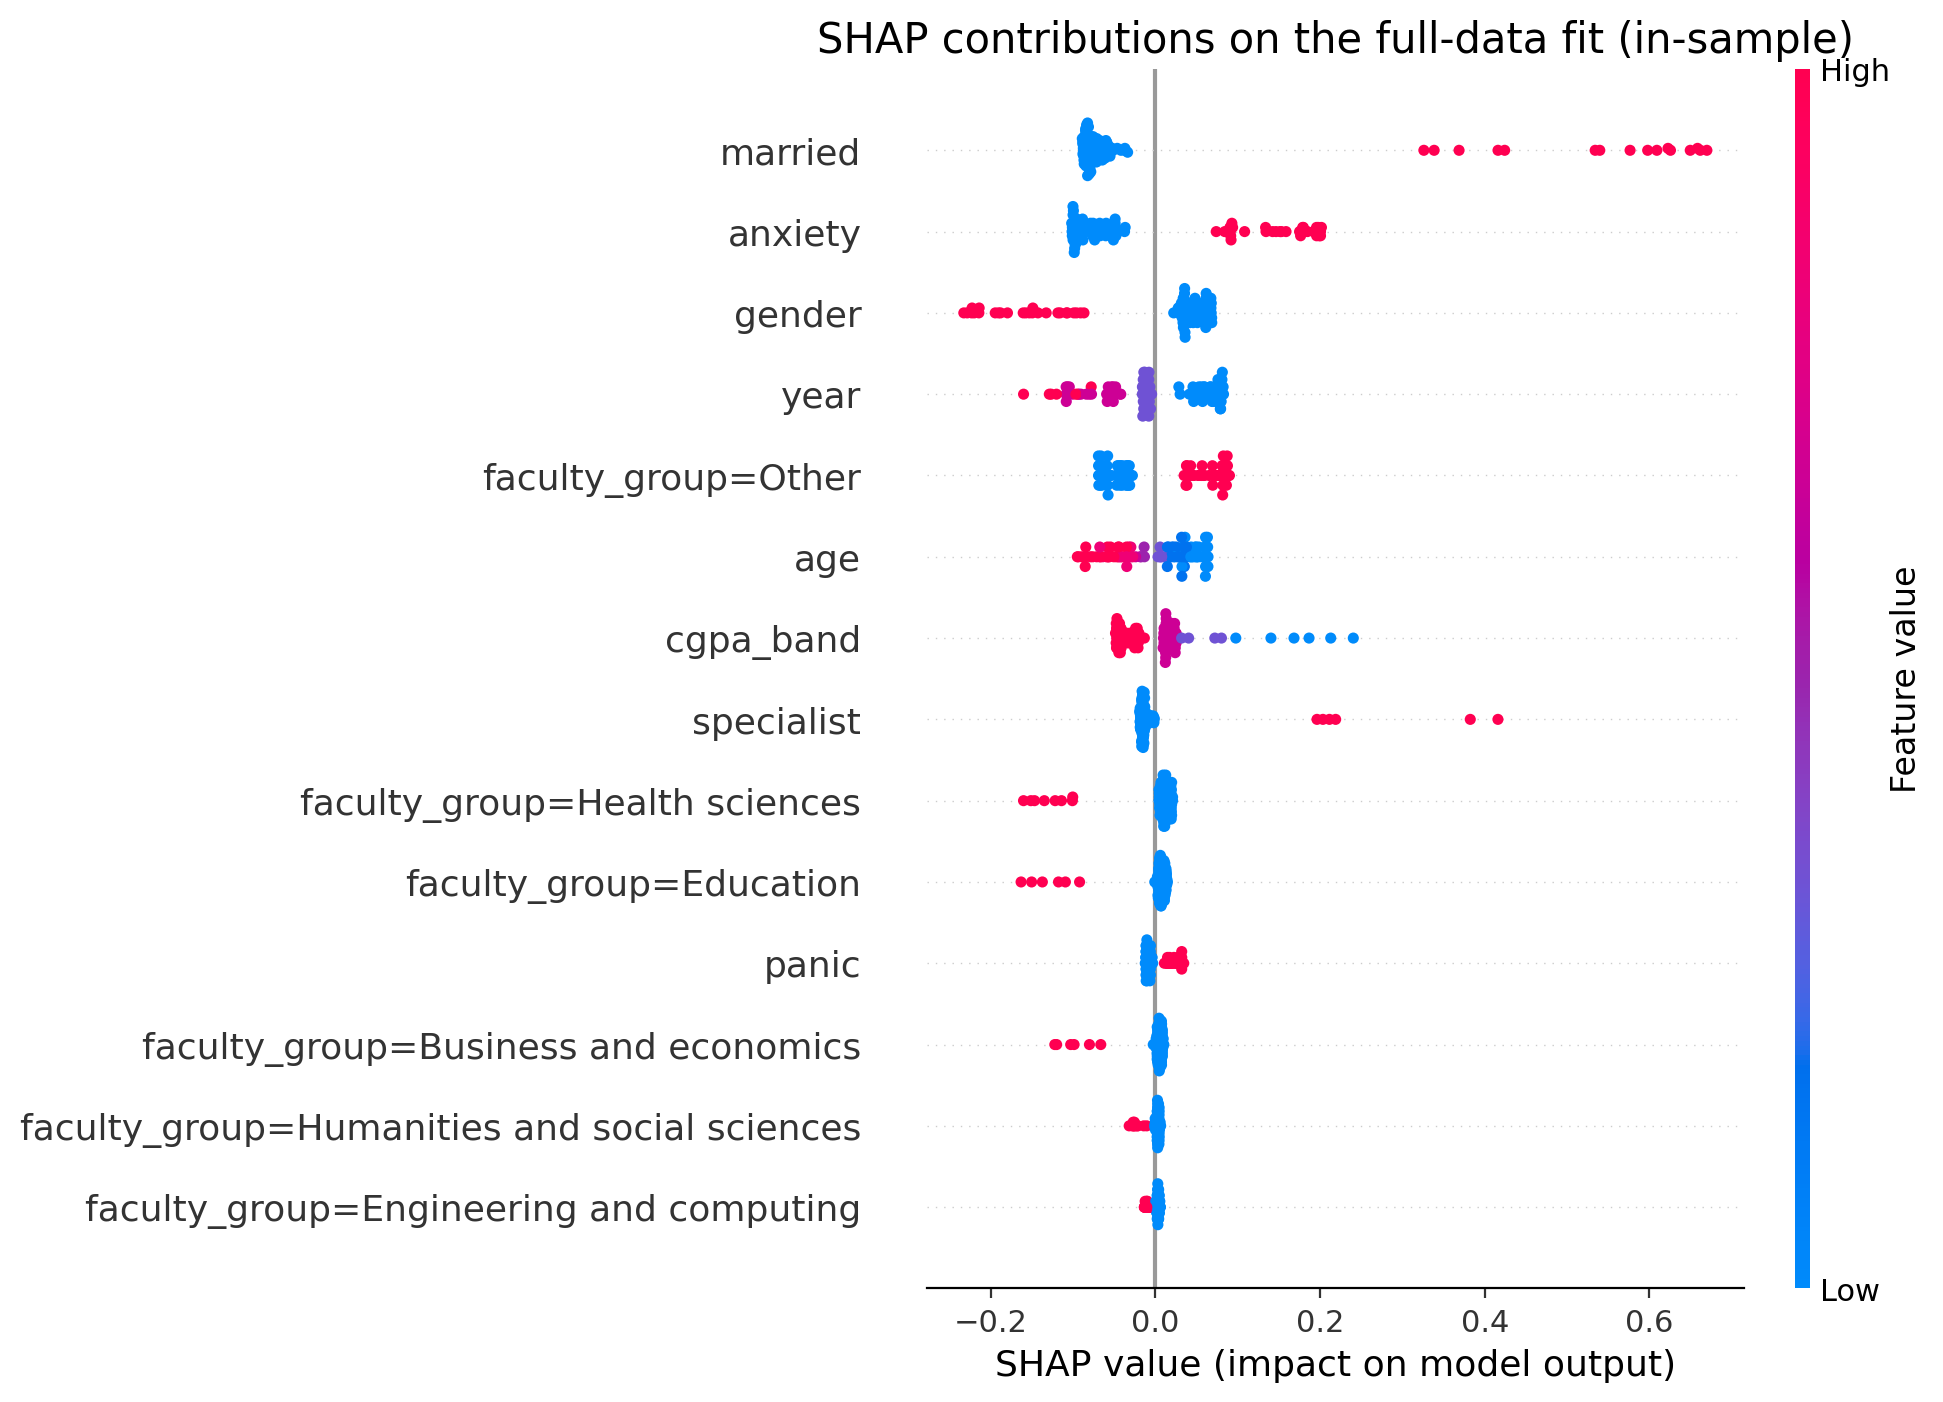 SHAP contributions on the full-data fit (in-sample)
High
married
anxiety
gender
year
faculty_group=Other
age
cgpa_band
specialist
faculty_group=Health sciences
faculty_group=Education
panic
faculty_group=Business and economics
faculty_group=Humanities and social sciences
faculty_group=Engineering and computing
Feature value
Low
−0.2 0.0 0.2 0.4 0.6
SHAP value (impact on model output)